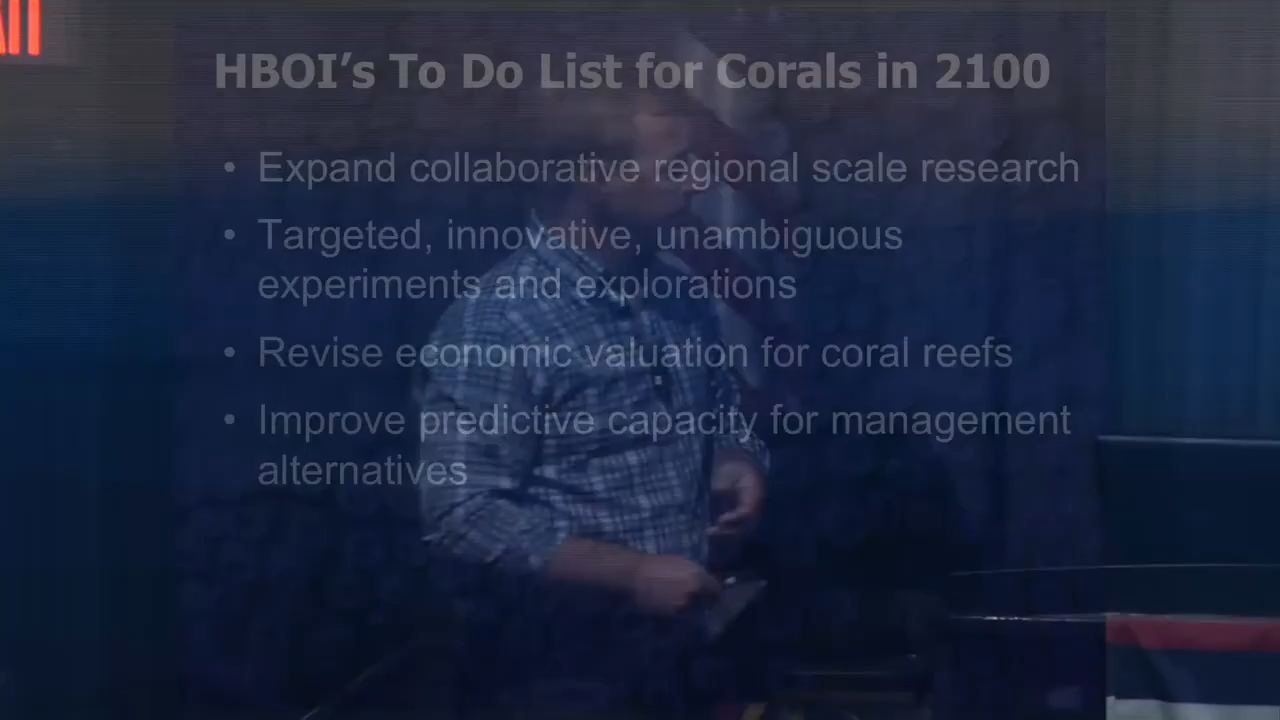 HBOI’s To Do List for Corals in 2100
• Expand collaborative regional scale research
• Targeted, innovative, unambiguous
experiments and explorations
• Revise economic valuation for coral reefs
• Improve predictive capacity for management
alternatives